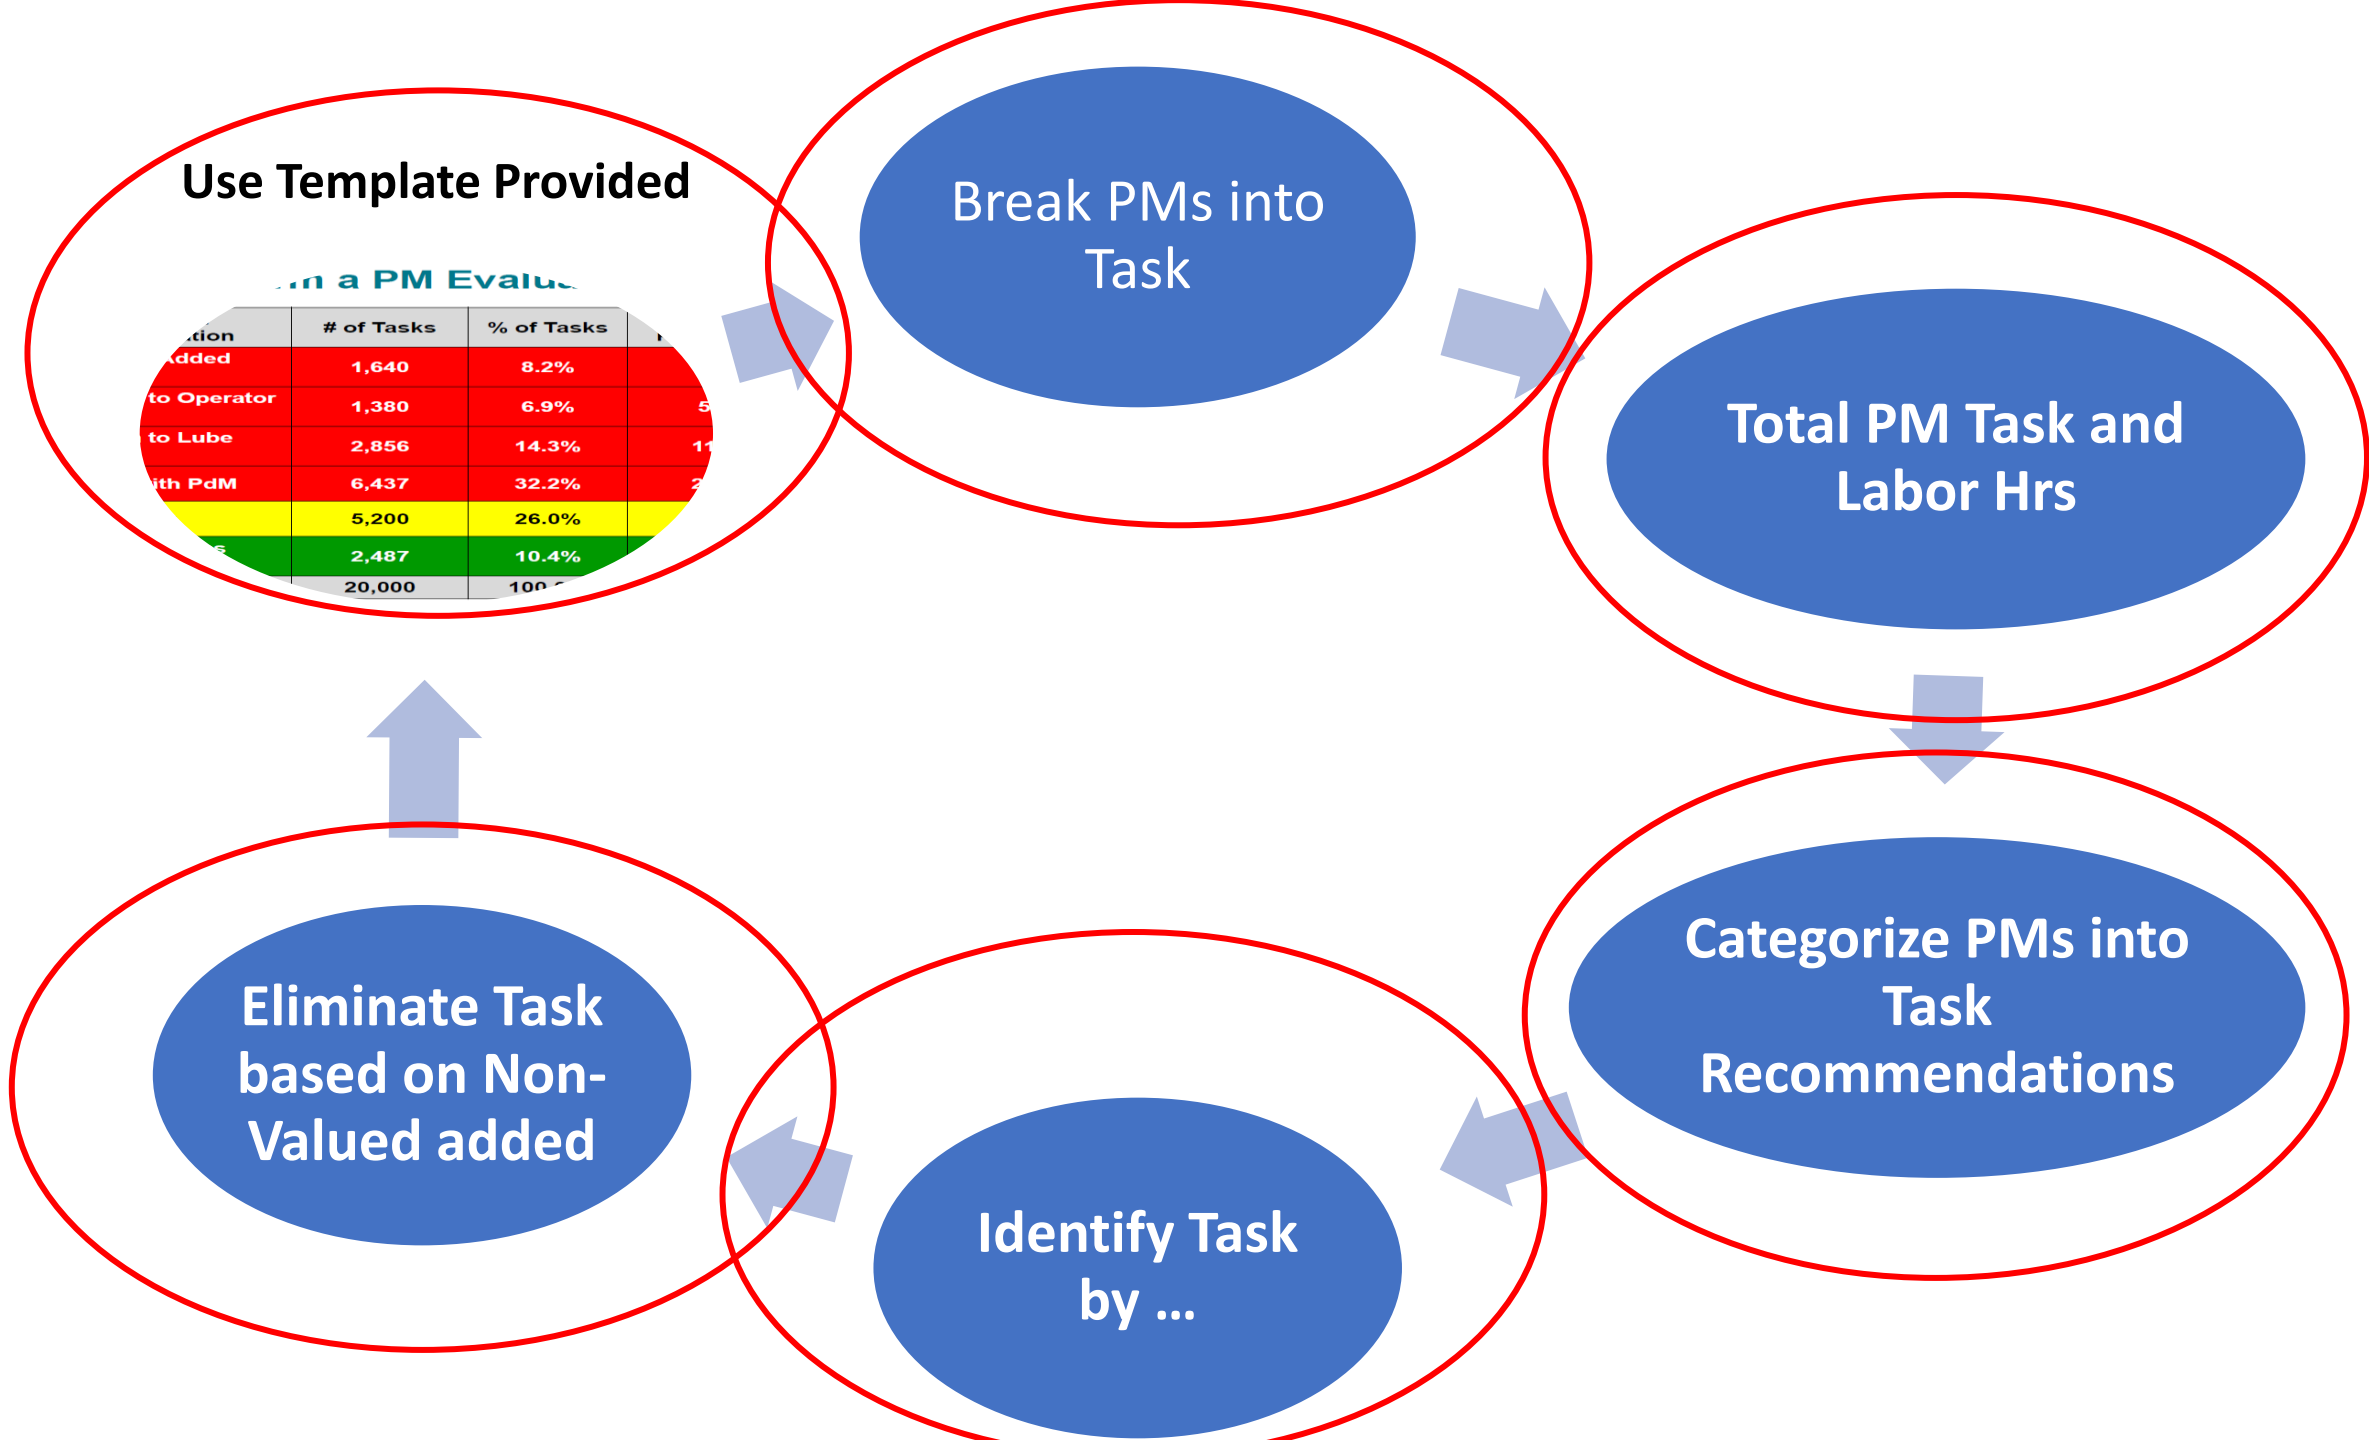 Use Template Provided
in a PM
# of Tasks % of Tasks
Added
1,640 8.2%
to Operator
1,380 6.9%
to Lube
2,856 14.3%
with PdM
6,437 32.2%
5,200 26.0%
2,487 10.4%
20,000
Break PMs into
Task
Total PM Task and
Labor Hrs
Categorize PMs into
Task
Recommendations
Identify Task
by ...
Eliminate Task
based on Non-
Valued added